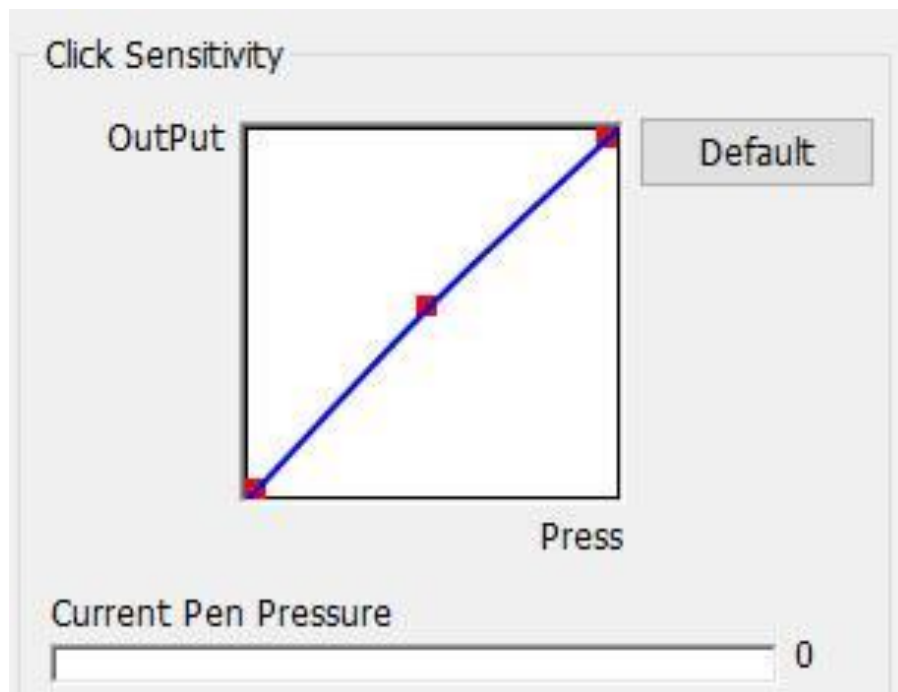 Click Sensitivity
OutPut
Default
Press
Current Pen Pressure
0